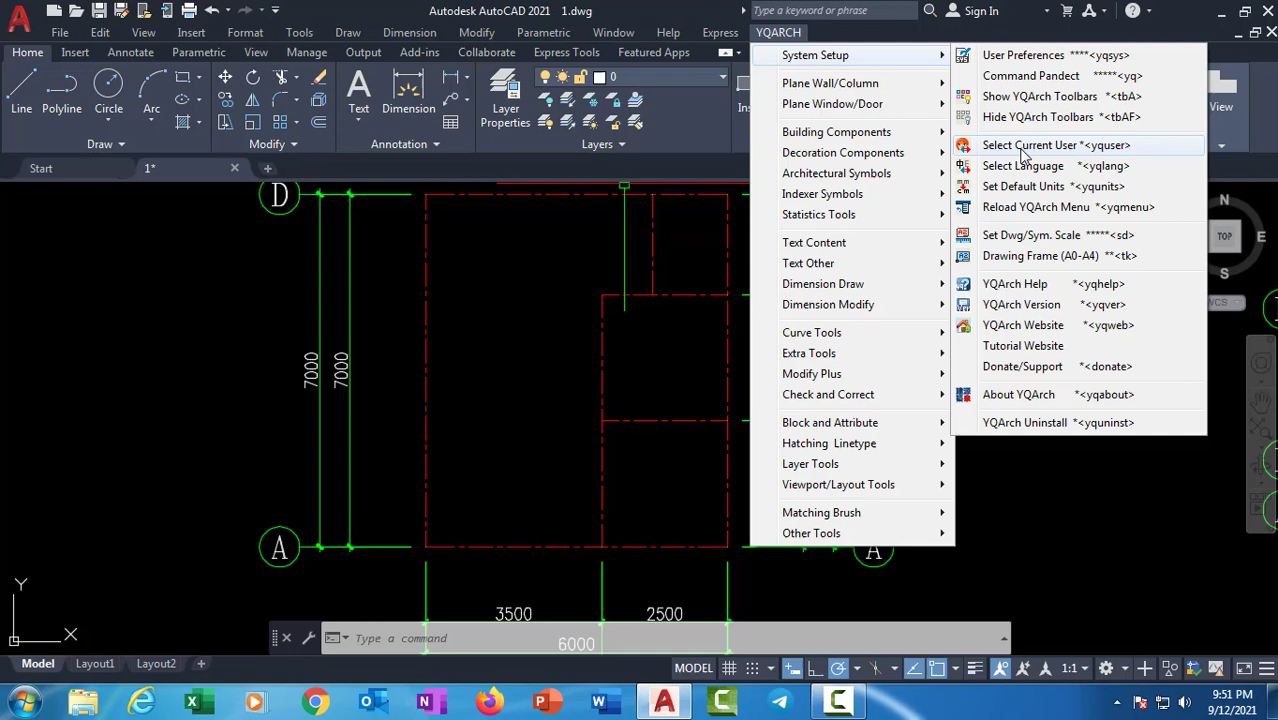 Autodesk AutoCAD 2021 1.dwg
Type a keyword or phrase
Sign In
File Edit View Insert Format Tools Draw Dimension Modify Parametric Window Help Express YQARCH
Home Insert Annotate Parametric View Manage Output Add-ins Collaborate Express Tools Featured Apps
Line Polyline Circle Arc
Text Dimension
Layer
Properties
0
View
Draw Modify Annotation Layers
Start 1*
System Setup
Plane Wall/Column
Plane Window/Door
Building Components
Decoration Components
Architectural Symbols
Indexer Symbols
Statistics Tools
Text Content
Text Other
Dimension Draw
Dimension Modify
Curve Tools
Extra Tools
Modify Plus
Check and Correct
Block and Attribute
Hatching Linetype
Layer Tools
Viewport/Layout Tools
Matching Brush
Other Tools
User Preferences ****<yqsys>
Command Pandect *****<yq>
Show YQArch Toolbars *<tbA>
Hide YQArch Toolbars *<tbAF>
Select Current User *<yquser>
Select Language *<yqlang>
Set Default Units *<yqunits>
Reload YQArch Menu *<yqmenu>
Set Dwg/Sym. Scale *****<sd>
Drawing Frame (A0-A4) **<tk>
YQArch Help *<yqhelp>
YQArch Version *<yqver>
YQArch Website *<yqweb>
Tutorial Website
Donate/Support *<donate>
About YQArch *<yqabout>
YQArch Uninstall *<yquninst>
N
TOP
S
WCS
D
7000 7000
A
A
3500 2500
6000
Y
X
Type a command
Model Layout1 Layout2
MODEL
1:1
9:51 PM
9/12/2021